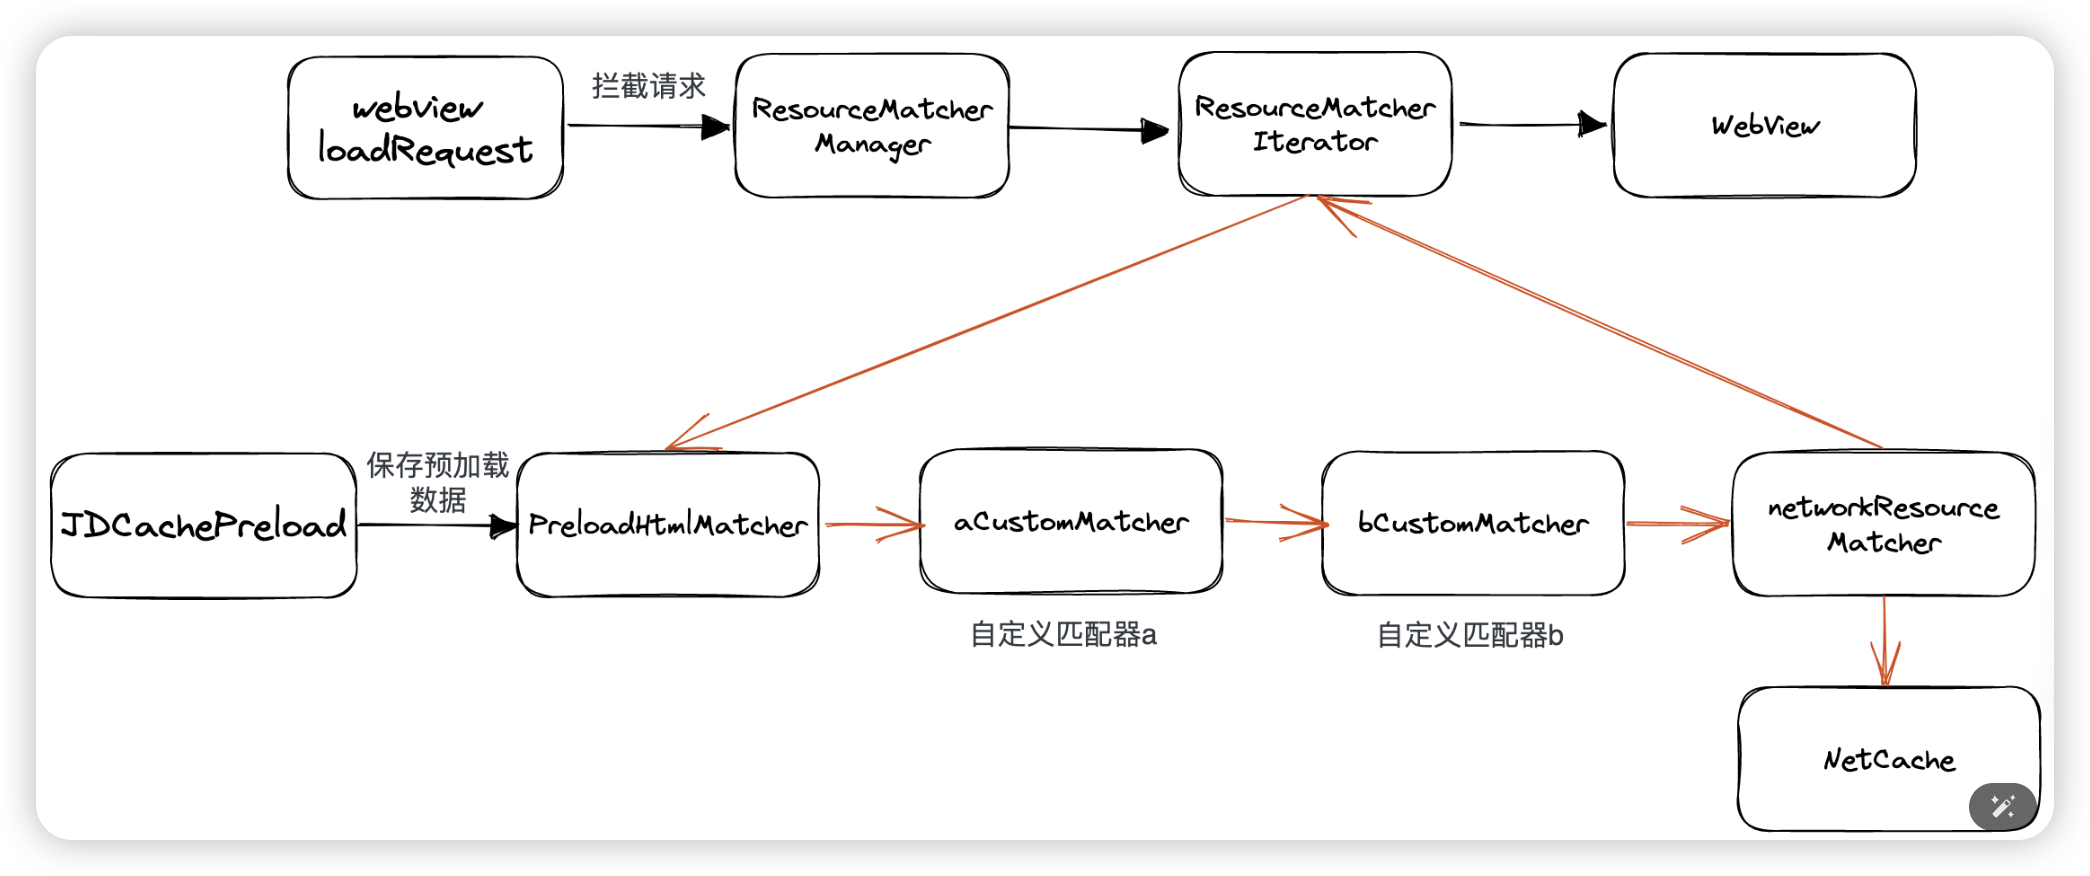 webview
loadRequest
拦截请求
ResourceMatcher
Manager
ResourceMatcher
Iterator
WebView
JDCachePreload
保存预加载
数据
PreloadHtmlMatcher
aCustomMatcher
自定义匹配器a
bCustomMatcher
自定义匹配器b
networkResource
Matcher
NetCache